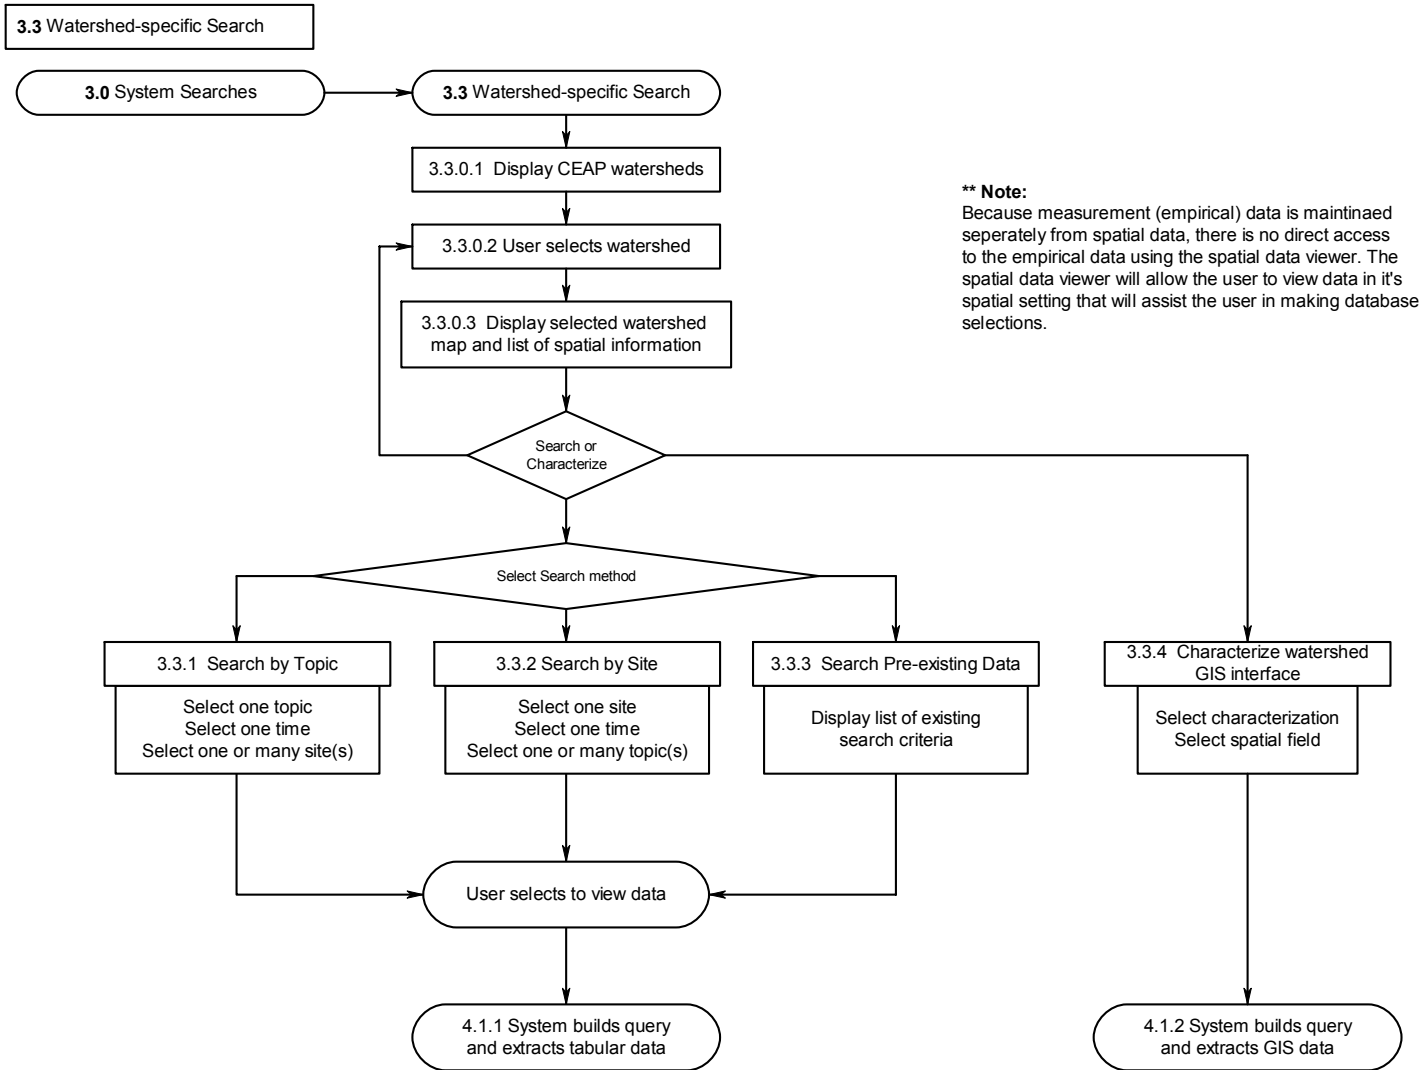 3.3 Watershed-specific Search
3.0 System Searches
3.3 Watershed-specific Search
3.3.0.1 Display CEAP watersheds
** Note:
Because measurement (empirical) data is maintinaed
seperately from spatial data, there is no direct access
to the empirical data using the spatial data viewer. The
spatial data viewer will allow the user to view data in it's
spatial setting that will assist the user in making database
selections.
3.3.0.2 User selects watershed
3.3.0.3 Display selected watershed
map and list of spatial information
Search or
Characterize
Select Search method
3.3.1 Search by Topic
Select one topic
Select one time
Select one or many site(s)
3.3.2 Search by Site
Select one site
Select one time
Select one or many topic(s)
3.3.3 Search Pre-existing Data
Display list of existing
search criteria
3.3.4 Characterize watershed
GIS interface
Select characterization
Select spatial field
User selects to view data
4.1.1 System builds query
and extracts tabular data
4.1.2 System builds query
and extracts GIS data